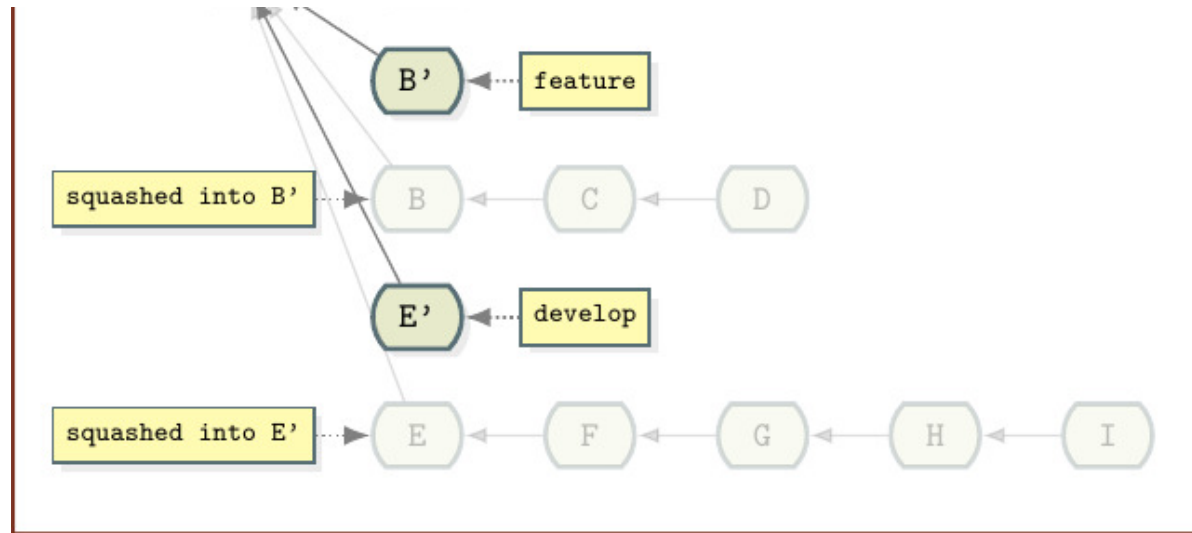 B’ feature
squashed into B’ B C D
E’ develop
squashed into E’ E F G H I